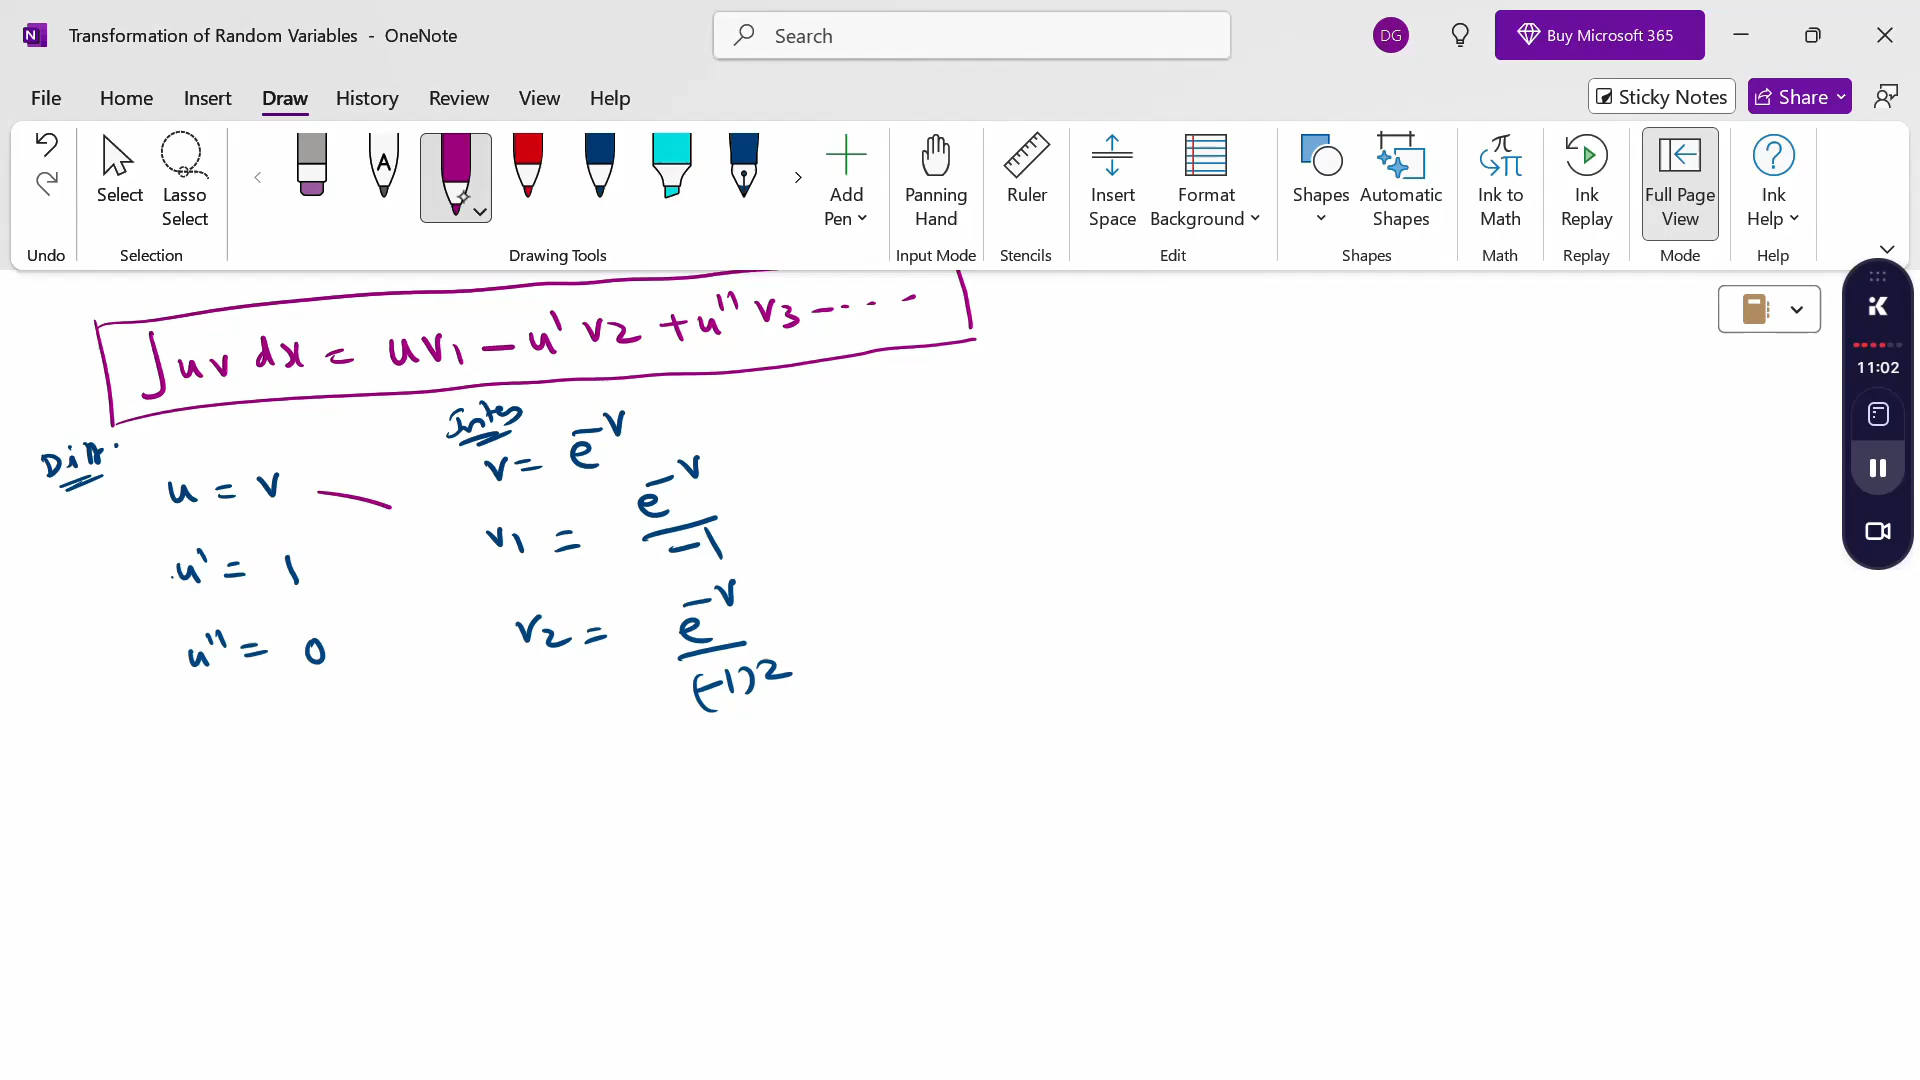 Transformation of Random Variables - OneNote
Search
DG
Buy Microsoft 365
File Home Insert Draw History Review View Help
Sticky Notes
Share
Select
Lasso Select
A
Add Pen
Panning Hand
Ruler
Insert Space
Format Background
Shapes
Automatic Shapes
Ink to Math
Ink Replay
Full Page View
Ink Help
Undo Selection Drawing Tools Input Mode Stencils Edit Shapes Math Replay Mode Help
11:02
∫uv dx = uv₁ - u' v2 + u'' v3 - ....
Diff.
Integ
u = v
v = e^-v
u' = 1
v1 = e^-v / -1
u'' = 0
v2 = e^-v / (-1)2